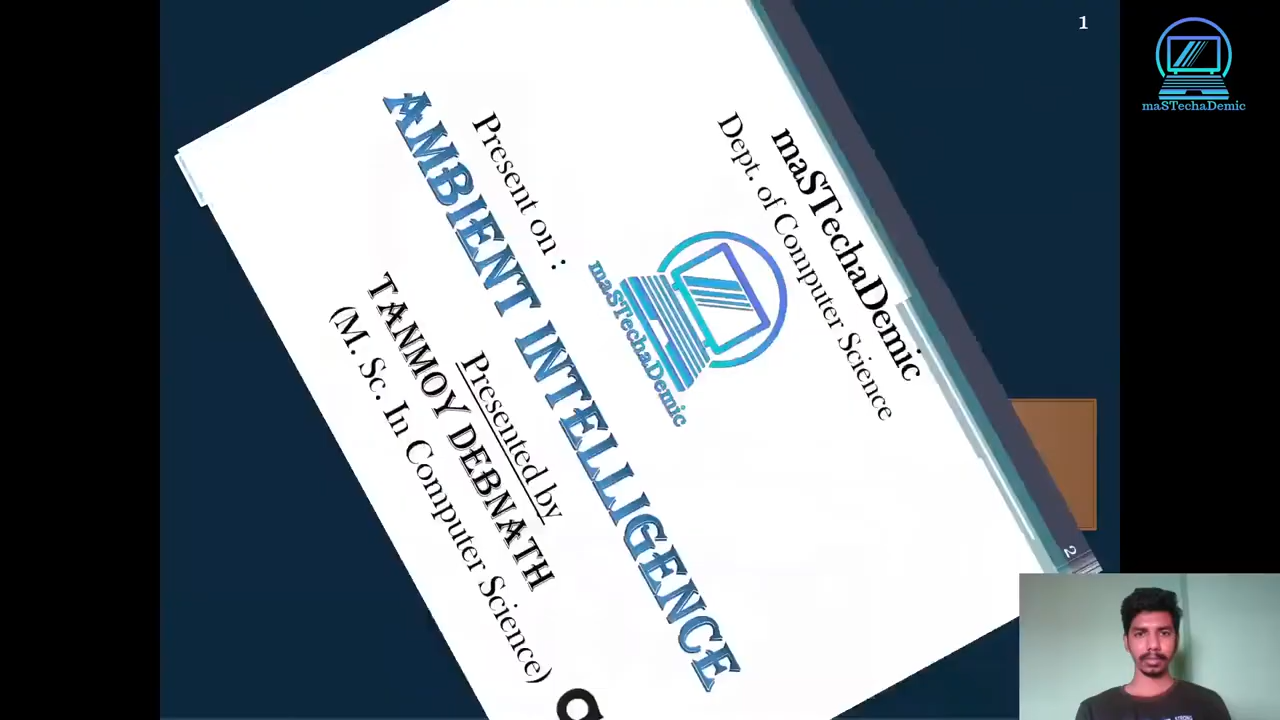 1
maSTechaDemic
maSTechaDemic
Dept. of Computer Science
maSTechaDemic
Present on :
AMBIENT INTELLIGENCE
Presented by
TANMOY DEBNATH
(M. Sc. In Computer Science)
2